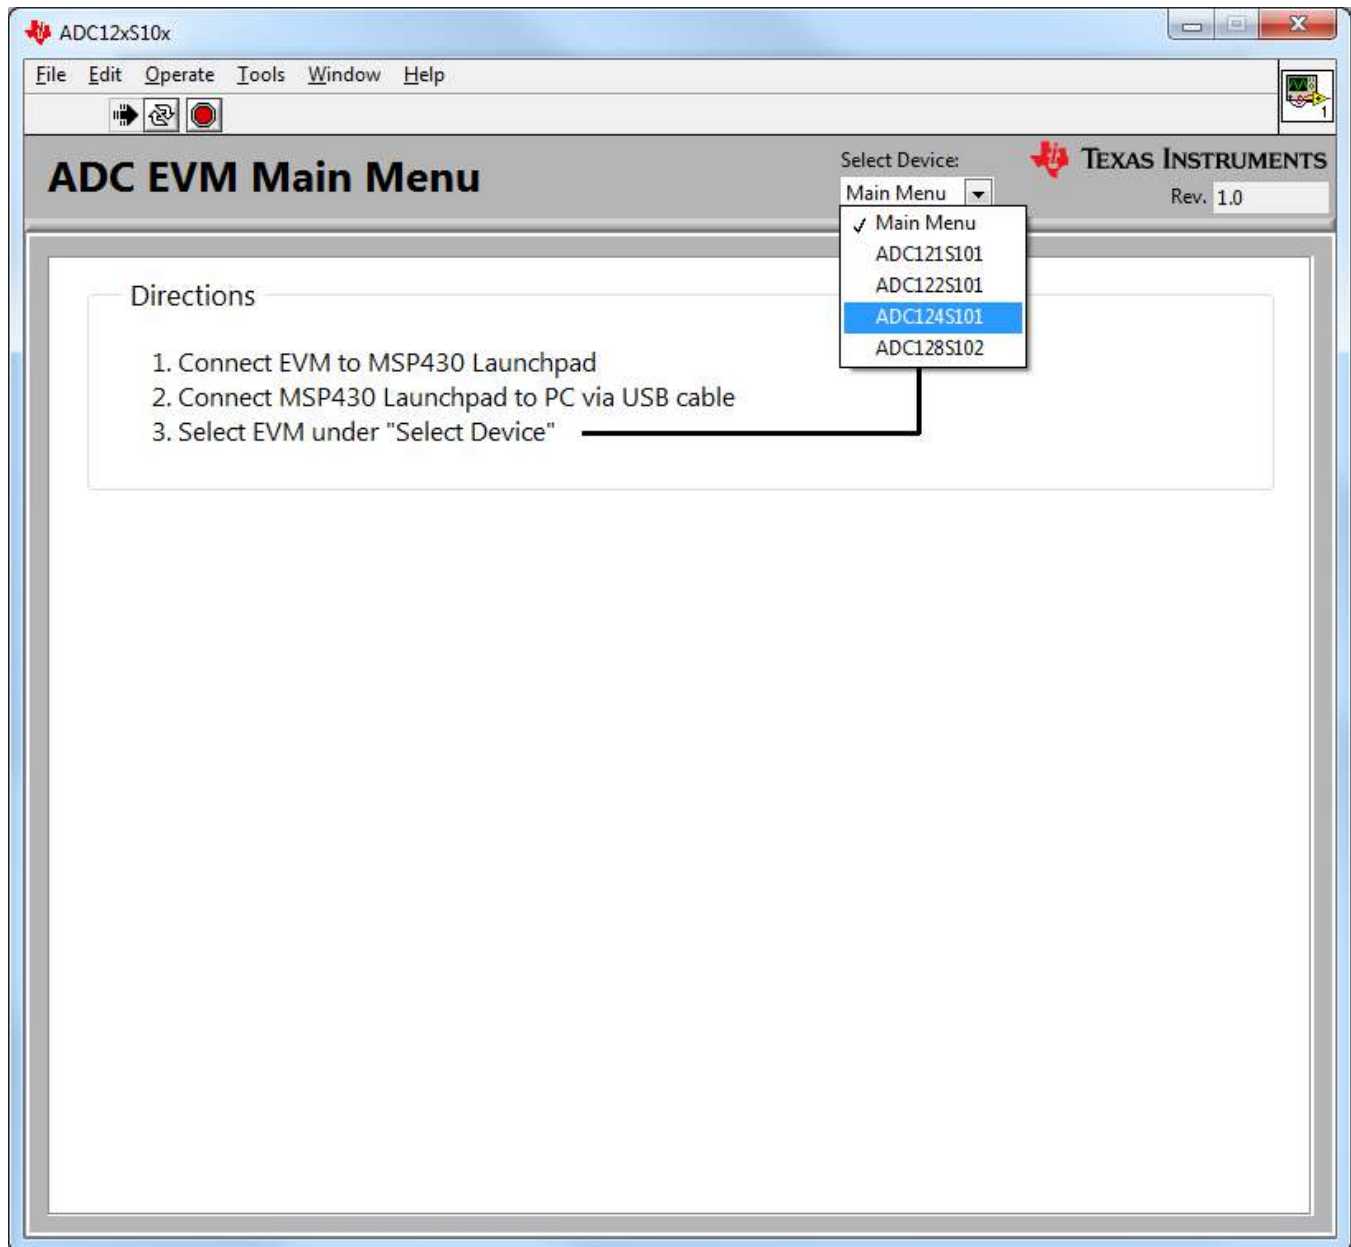 ADC12xS10x
File Edit Operate Tools Window Help
1
ADC EVM Main Menu
Select Device:
Main Menu
TEXAS INSTRUMENTS
Rev. 1.0
✓ Main Menu
ADC121S101
ADC122S101
ADC124S101
ADC128S102
Directions
1. Connect EVM to MSP430 Launchpad
2. Connect MSP430 Launchpad to PC via USB cable
3. Select EVM under "Select Device"